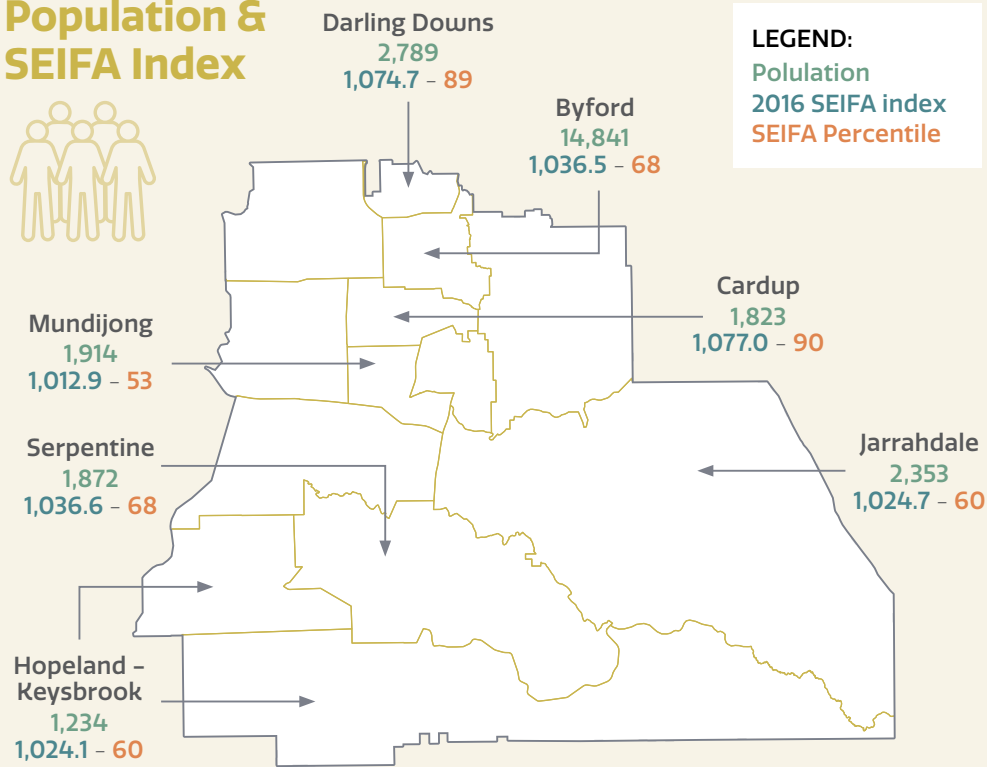 Population &
SEIFA Index
Darling Downs
2,789
1,074.7 – 89
LEGEND:
Polulation
2016 SEIFA index
SEIFA Percentile
Byford
14,841
1,036.5 – 68
Cardup
1,823
1,077.0 – 90
Mundijong
1,914
1,012.9 – 53
Serpentine
1,872
1,036.6 – 68
Jarrahdale
2,353
1,024.7 – 60
Hopeland –
Keysbrook
1,234
1,024.1 – 60